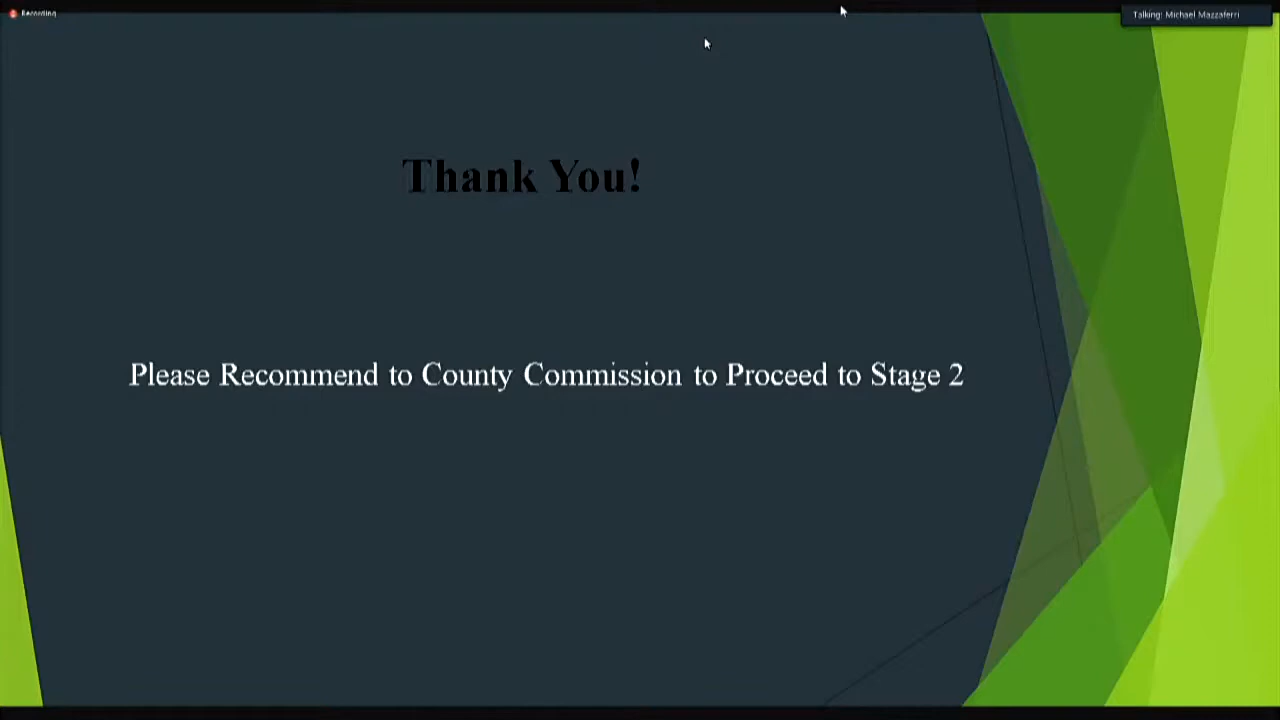 Recording
Talking: Michael Mazzaferri
Thank You!
Please Recommend to County Commission to Proceed to Stage 2